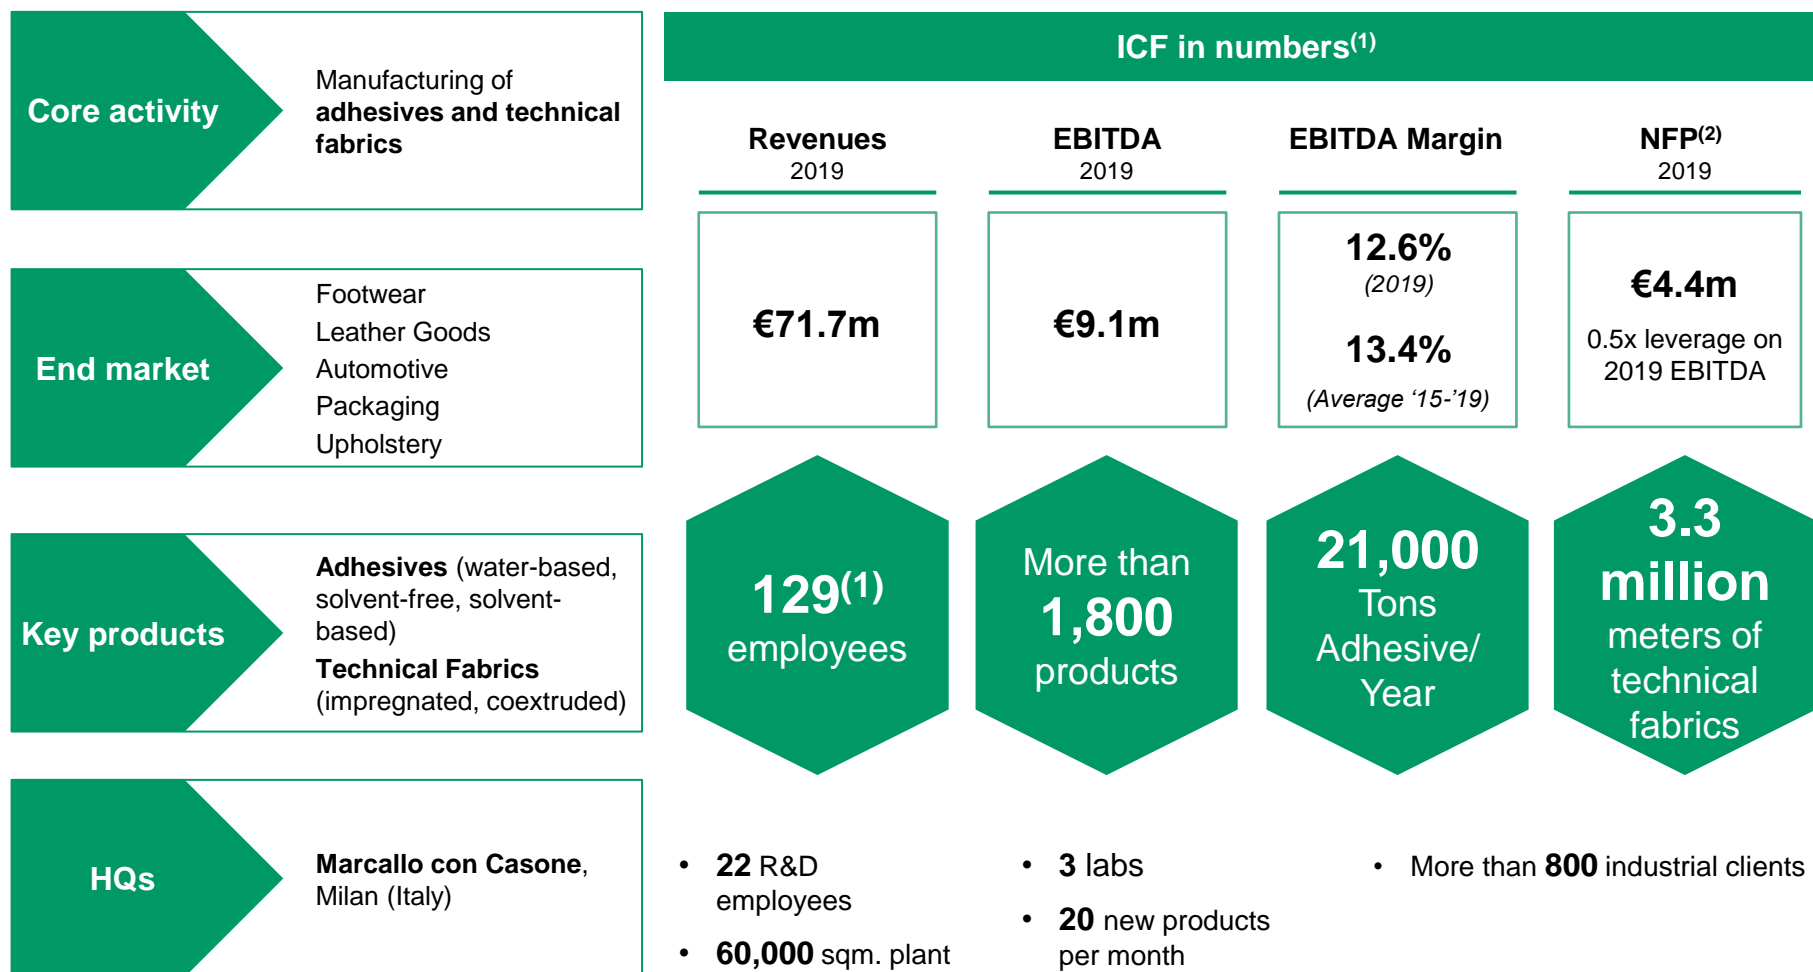 Core activity
Manufacturing of
adhesives and technical
fabrics
End market
Footwear
Leather Goods
Automotive
Packaging
Upholstery
Key products
Adhesives (water-based,
solvent-free, solvent-
based)
Technical Fabrics
(impregnated, coextruded)
HQs
Marcallo con Casone,
Milan (Italy)
ICF in numbers(1)
Revenues
2019
€71.7m
EBITDA
2019
€9.1m
EBITDA Margin
12.6%
(2019)
13.4%
(Average ‘15-’19)
NFP(2)
2019
€4.4m
0.5x leverage on
2019 EBITDA
129(1)
employees
More than
1,800
products
21,000
Tons
Adhesive/
Year
3.3
million
meters of
technical
fabrics
• 22 R&D
employees
• 60,000 sqm. plant
• 3 labs
• 20 new products
per month
• More than 800 industrial clients